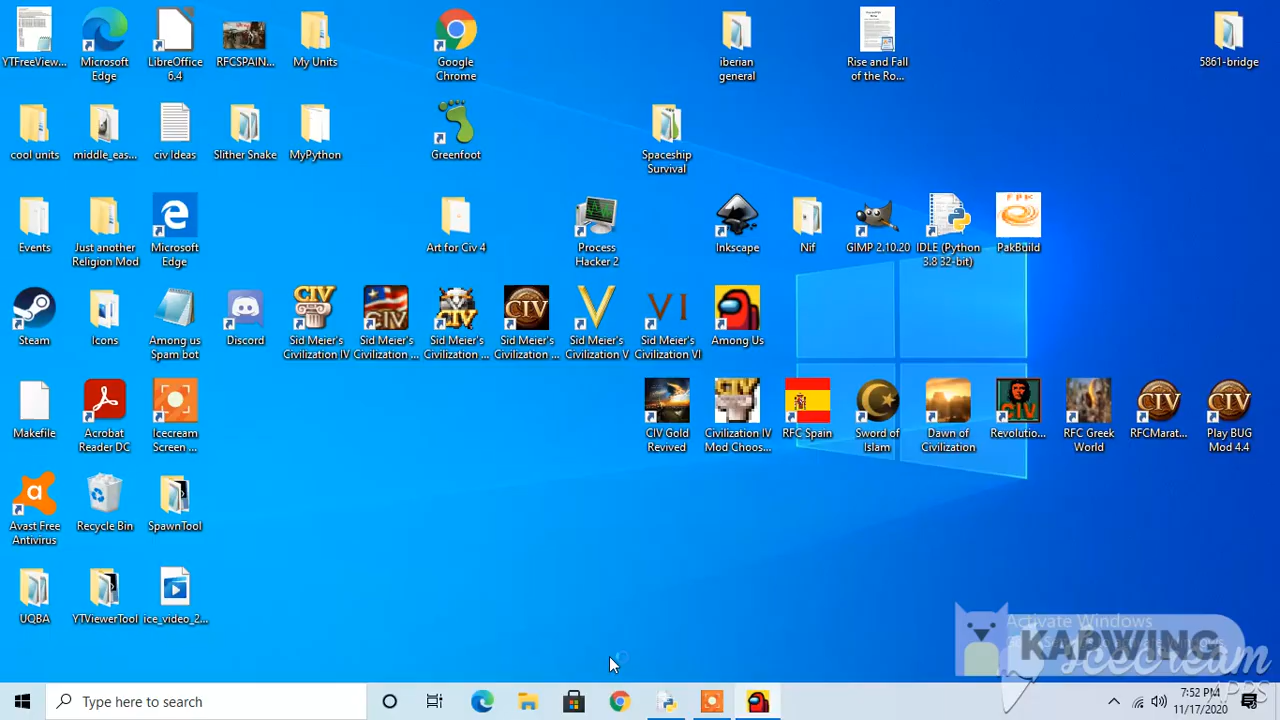 YTFreeView...
Microsoft
Edge
LibreOffice
6.4
RFCSPAIN...
My Units
Google
Chrome
iberian
general
Rise and Fall
of the Ro...
5861-bridge
cool units
middle_eas...
civ Ideas
Slither Snake
MyPython
Greenfoot
Spaceship
Survival
Events
Just another
Religion Mod
Microsoft
Edge
Art for Civ 4
Process
Hacker 2
Inkscape
Nif
GIMP 2.10.20
IDLE (Python
3.8 32-bit)
PakBuild
Steam
Icons
Among us
Spam bot
Discord
Sid Meier's
Civilization IV
Sid Meier's
Civilization ...
Sid Meier's
Civilization ...
Sid Meier's
Civilization ...
Sid Meier's
Civilization V
Sid Meier's
Civilization VI
Among Us
Makefile
Acrobat
Reader DC
Icecream
Screen ...
CIV Gold
Revived
Civilization IV
Mod Choos...
RFC Spain
Sword of
Islam
Dawn of
Civilization
Revolutio...
RFC Greek
World
RFCMarat...
Play BUG
Mod 4.4
Avast Free
Antivirus
Recycle Bin
SpawnTool
UQBA
YTViewerTool
ice_video_2...
Activate Windows
KAPWING
Icecream
Type here to search
7:52 PM
11/17/2020